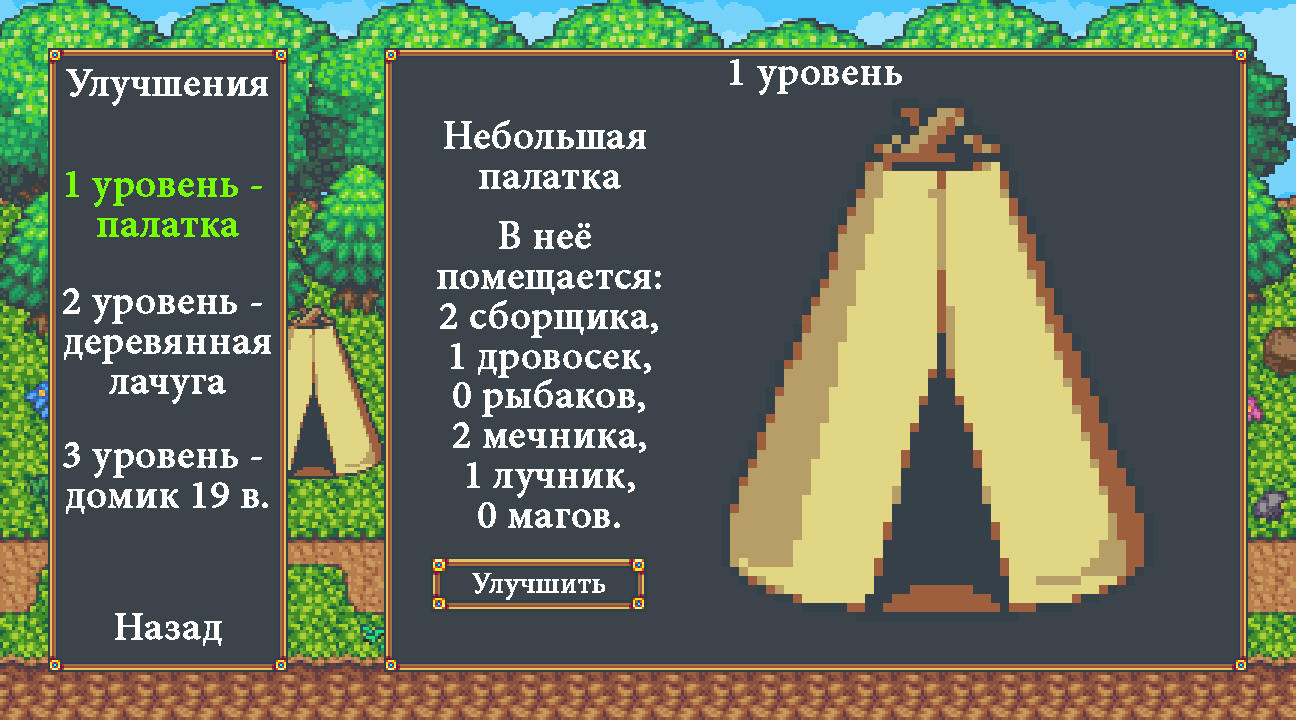 Улучшения
1 уровень -
палатка
2 уровень -
деревянная
лачуга
3 уровень -
домик 19 в.
Назад
1 уровень
Небольшая
палатка
В неё
помещается:
2 сборщика,
1 дровосек,
0 рыбаков,
2 мечника,
1 лучник,
0 магов.
Улучшить